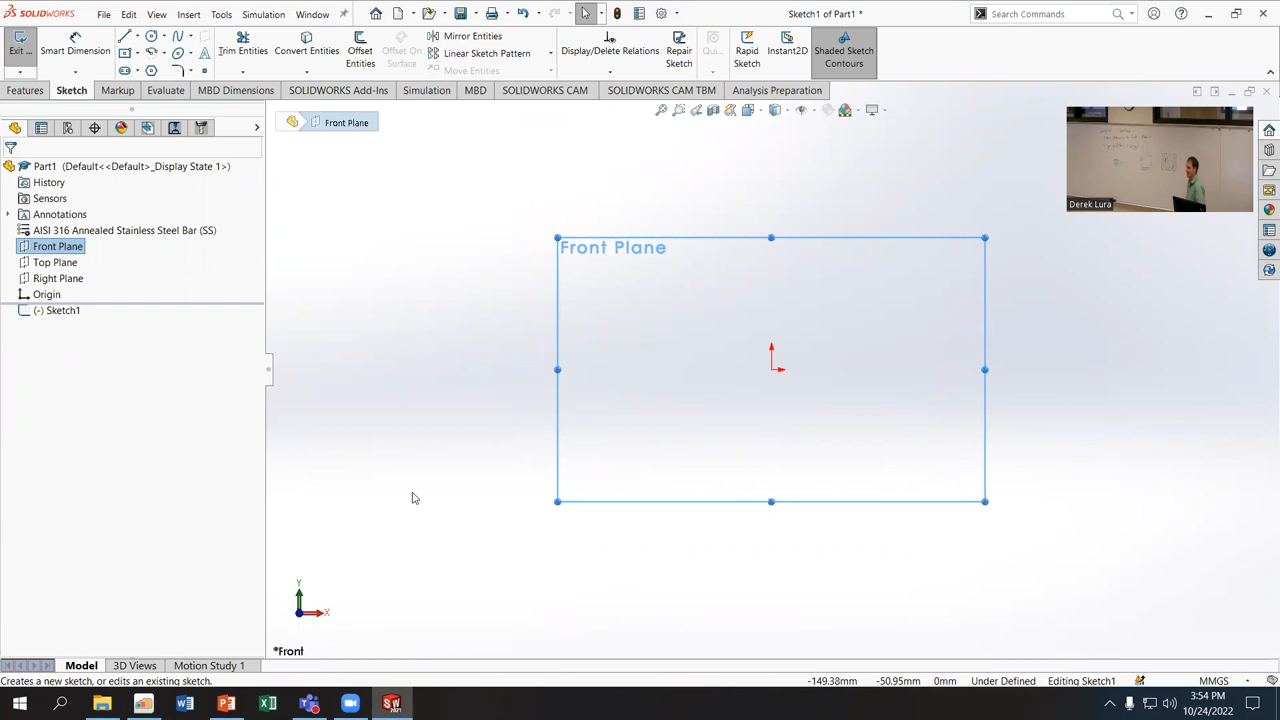 SOLIDWORKS File Edit View Insert Tools Simulation Window Sketch1 of Part1 * Search Commands
Exit ... Smart Dimension Trim Entities Convert Entities Offset Entities Offset On Surface Mirror Entities Linear Sketch Pattern Move Entities Display/Delete Relations Qui... Repair Sketch Rapid Sketch Instant2D Shaded Sketch Contours
Features Sketch Markup Evaluate MBD Dimensions SOLIDWORKS Add-Ins Simulation MBD SOLIDWORKS CAM SOLIDWORKS CAM TBM Analysis Preparation
Front Plane
Part1 (Default<<Default>_Display State 1>)
History
Sensors
Annotations
AISI 316 Annealed Stainless Steel Bar (SS)
Front Plane
Top Plane
Right Plane
Origin
(-) Sketch1
Front Plane
Derek Lura
Y
X
*Front
Model 3D Views Motion Study 1
Creates a new sketch, or edits an existing sketch. -149.38mm -50.95mm 0mm Under Defined Editing Sketch1 MMGS
3:54 PM
10/24/2022